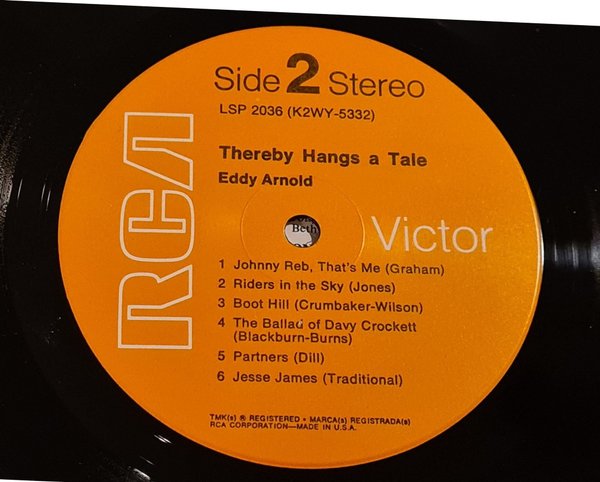 Side 2 Stereo
LSP 2036 (K2WY-5332)
Thereby Hangs a Tale
Eddy Arnold
RCA
Victor
Beth
1 Johnny Reb, That's Me (Graham)
2 Riders in the Sky (Jones)
3 Boot Hill (Crumbaker-Wilson)
4 The Ballad of Davy Crockett
(Blackburn-Burns)
5 Partners (Dill)
6 Jesse James (Traditional)
TMK(s) ® REGISTERED • MARCA(s) REGISTRADA(s)
RCA CORPORATION—MADE IN U.S.A.